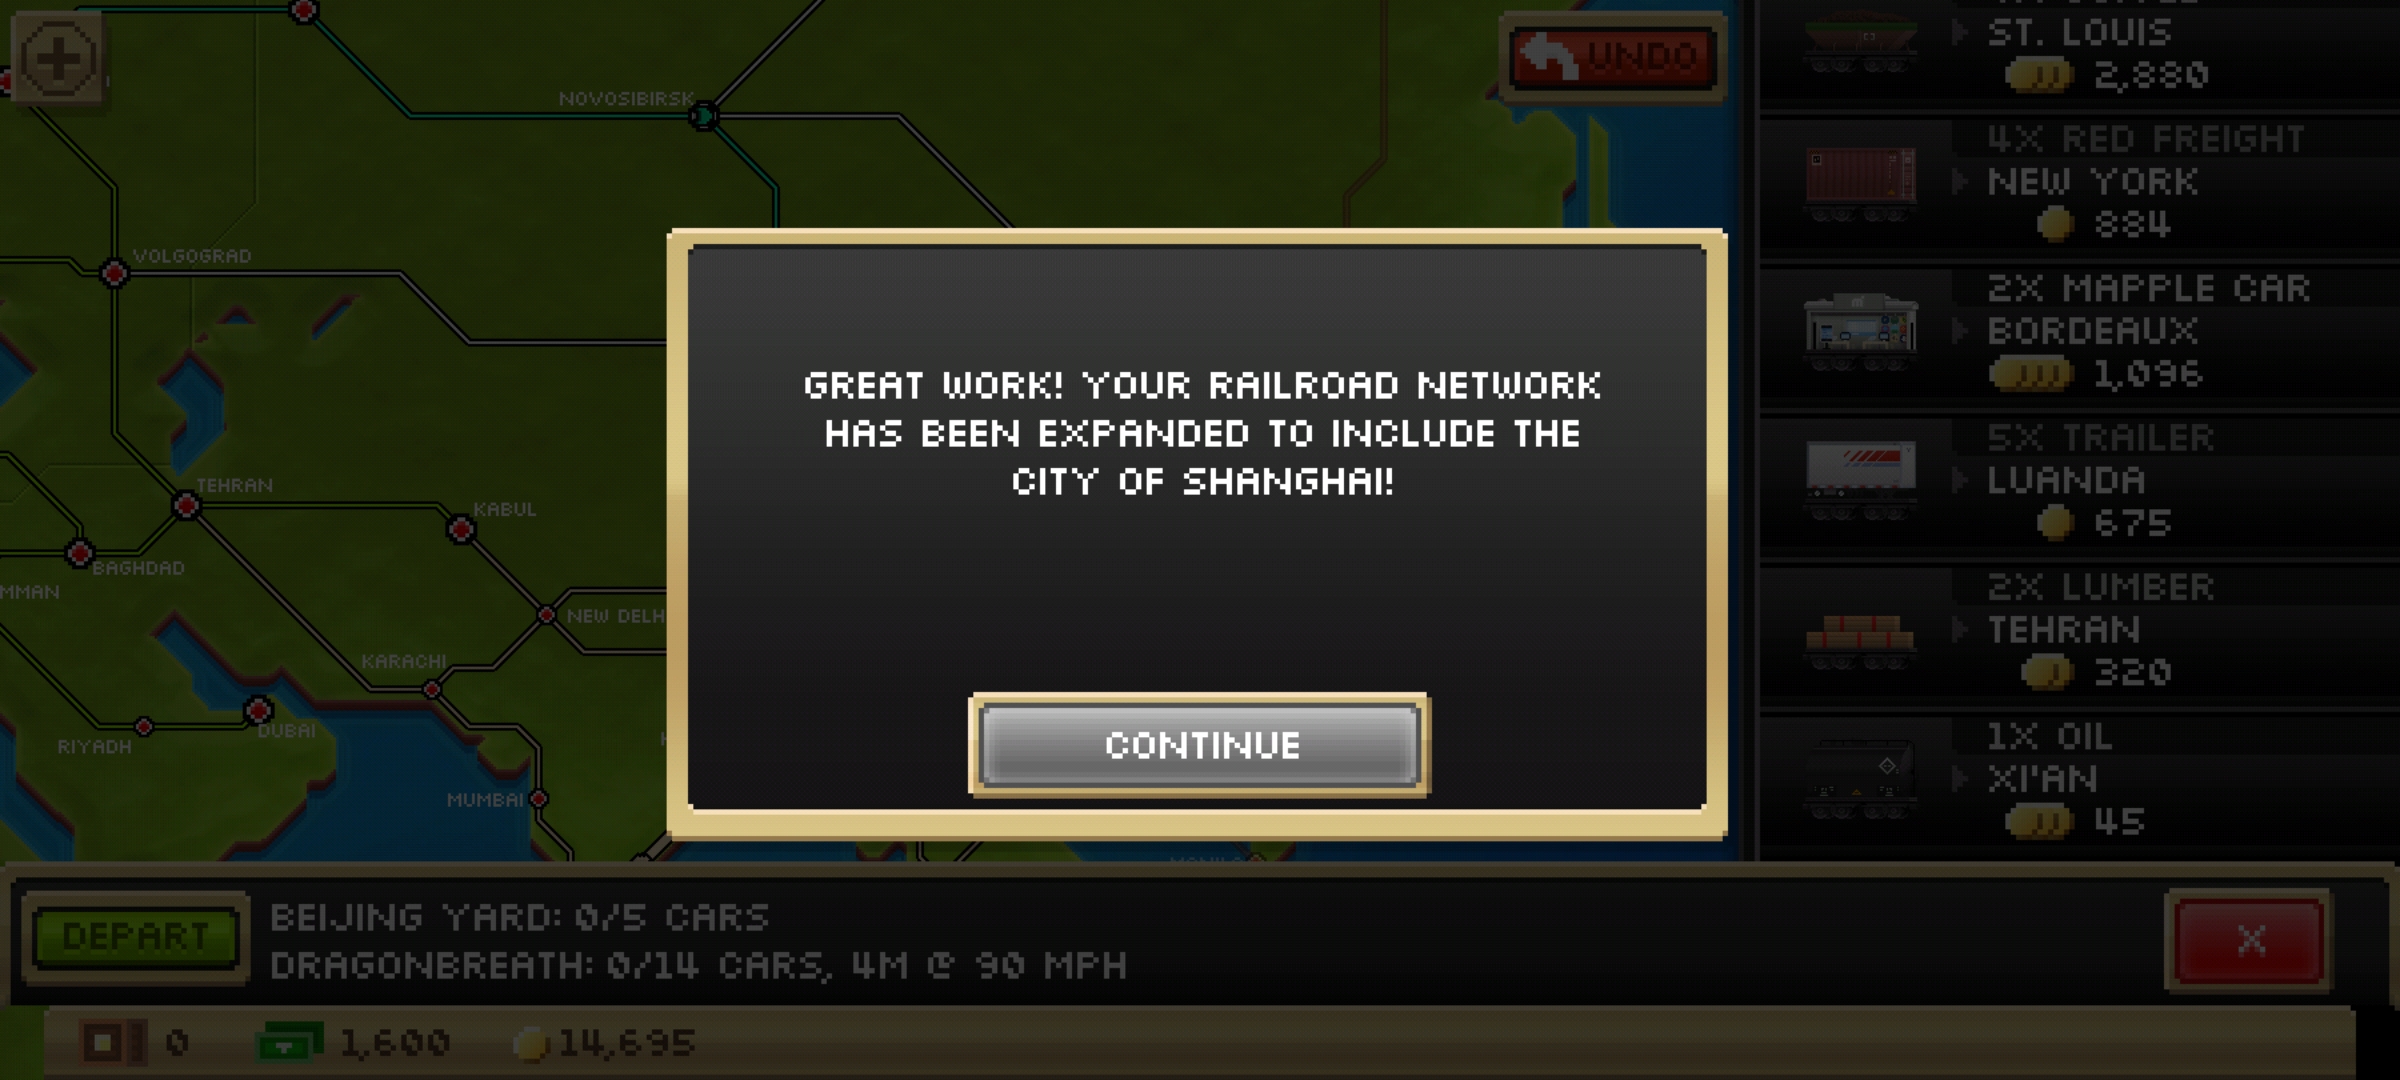 UNDO
NOVOSIBIRSK
VOLGOGRAD
TEHRAN
KABUL
BAGHDAD
MMAN
NEW DELH
KARACHI
DUBAI
RIYADH
MUMBAI
ST. LOUIS
2,880
4X RED FREIGHT
NEW YORK
884
2X MAPPLE CAR
BORDEAUX
1,096
5X TRAILER
LUANDA
675
2X LUMBER
TEHRAN
320
1X OIL
XI'AN
45
GREAT WORK! YOUR RAILROAD NETWORK
HAS BEEN EXPANDED TO INCLUDE THE
CITY OF SHANGHAI!
CONTINUE
DEPART
BEIJING YARD: 0/5 CARS
DRAGONBREATH: 0/14 CARS, 4M @ 90 MPH
X
0
1,600
14,695